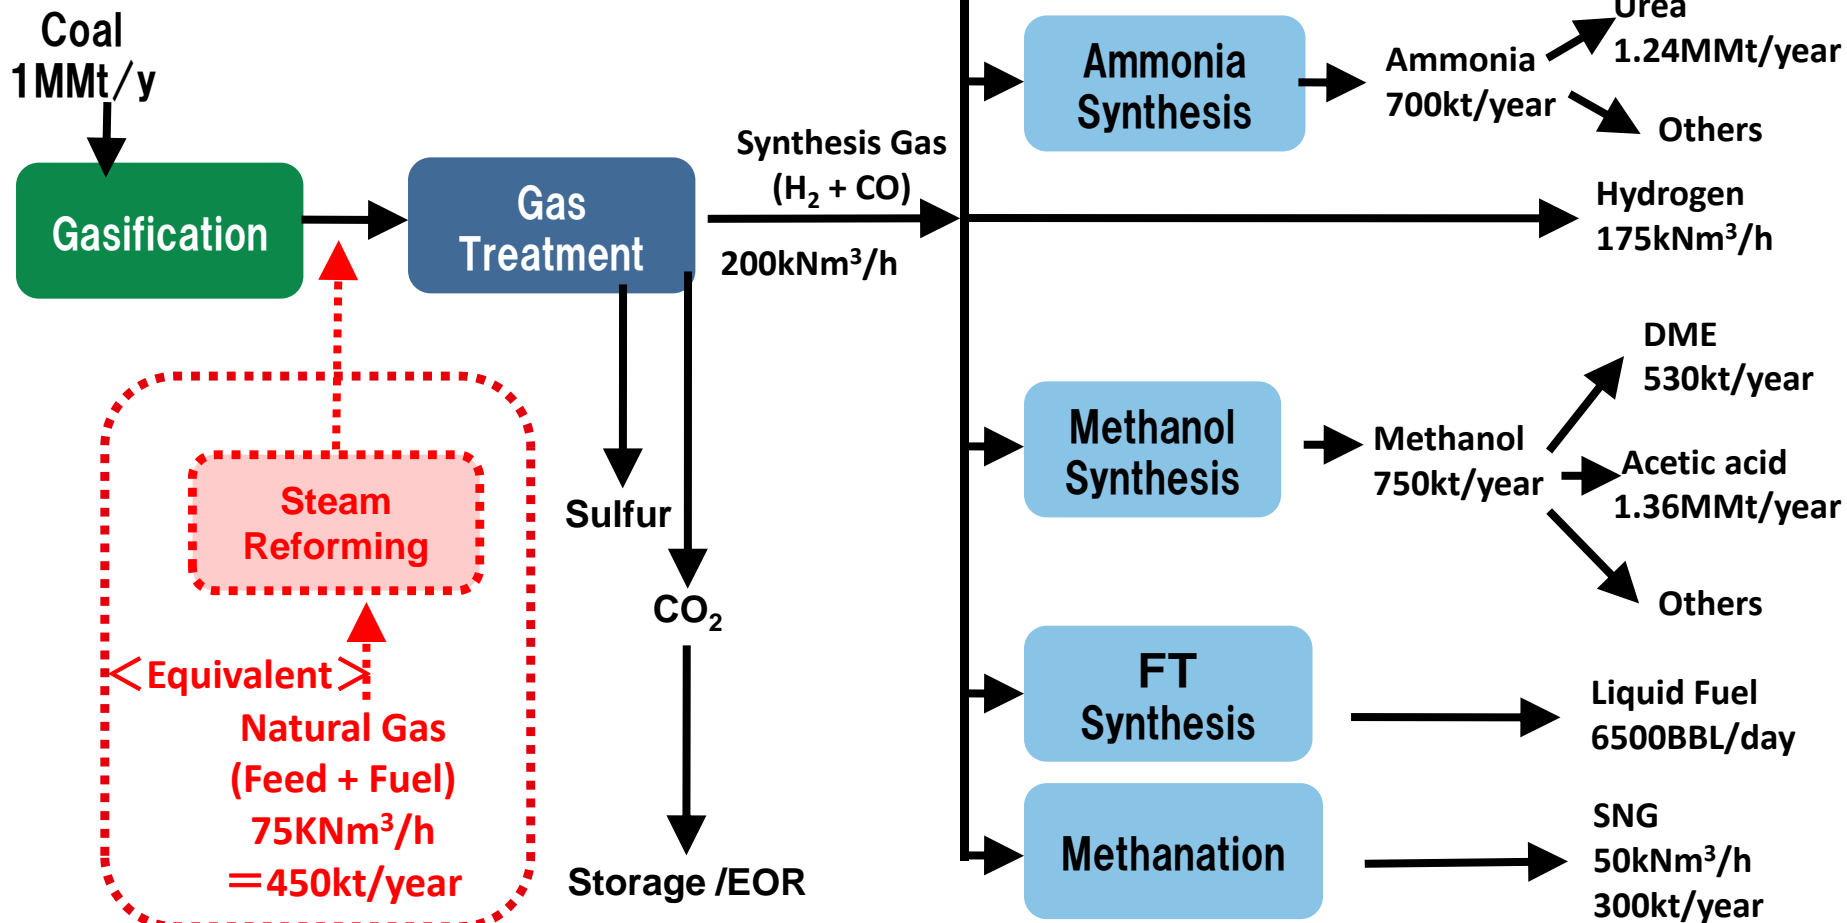 Coal
1MMt/y
Gasification
Gas
Treatment
Synthesis Gas
(H₂ + CO)
200kNm³/h
Sulfur
CO₂
Storage /EOR
Steam
Reforming
<Equivalent>
Natural Gas
(Feed + Fuel)
75KNm³/h
=450kt/year
Ammonia
Synthesis
Ammonia
700kt/year
Urea
1.24MMt/year
Others
Hydrogen
175kNm³/h
Methanol
Synthesis
Methanol
750kt/year
DME
530kt/year
Acetic acid
1.36MMt/year
Others
FT
Synthesis
Liquid Fuel
6500BBL/day
Methanation
SNG
50kNm³/h
300kt/year